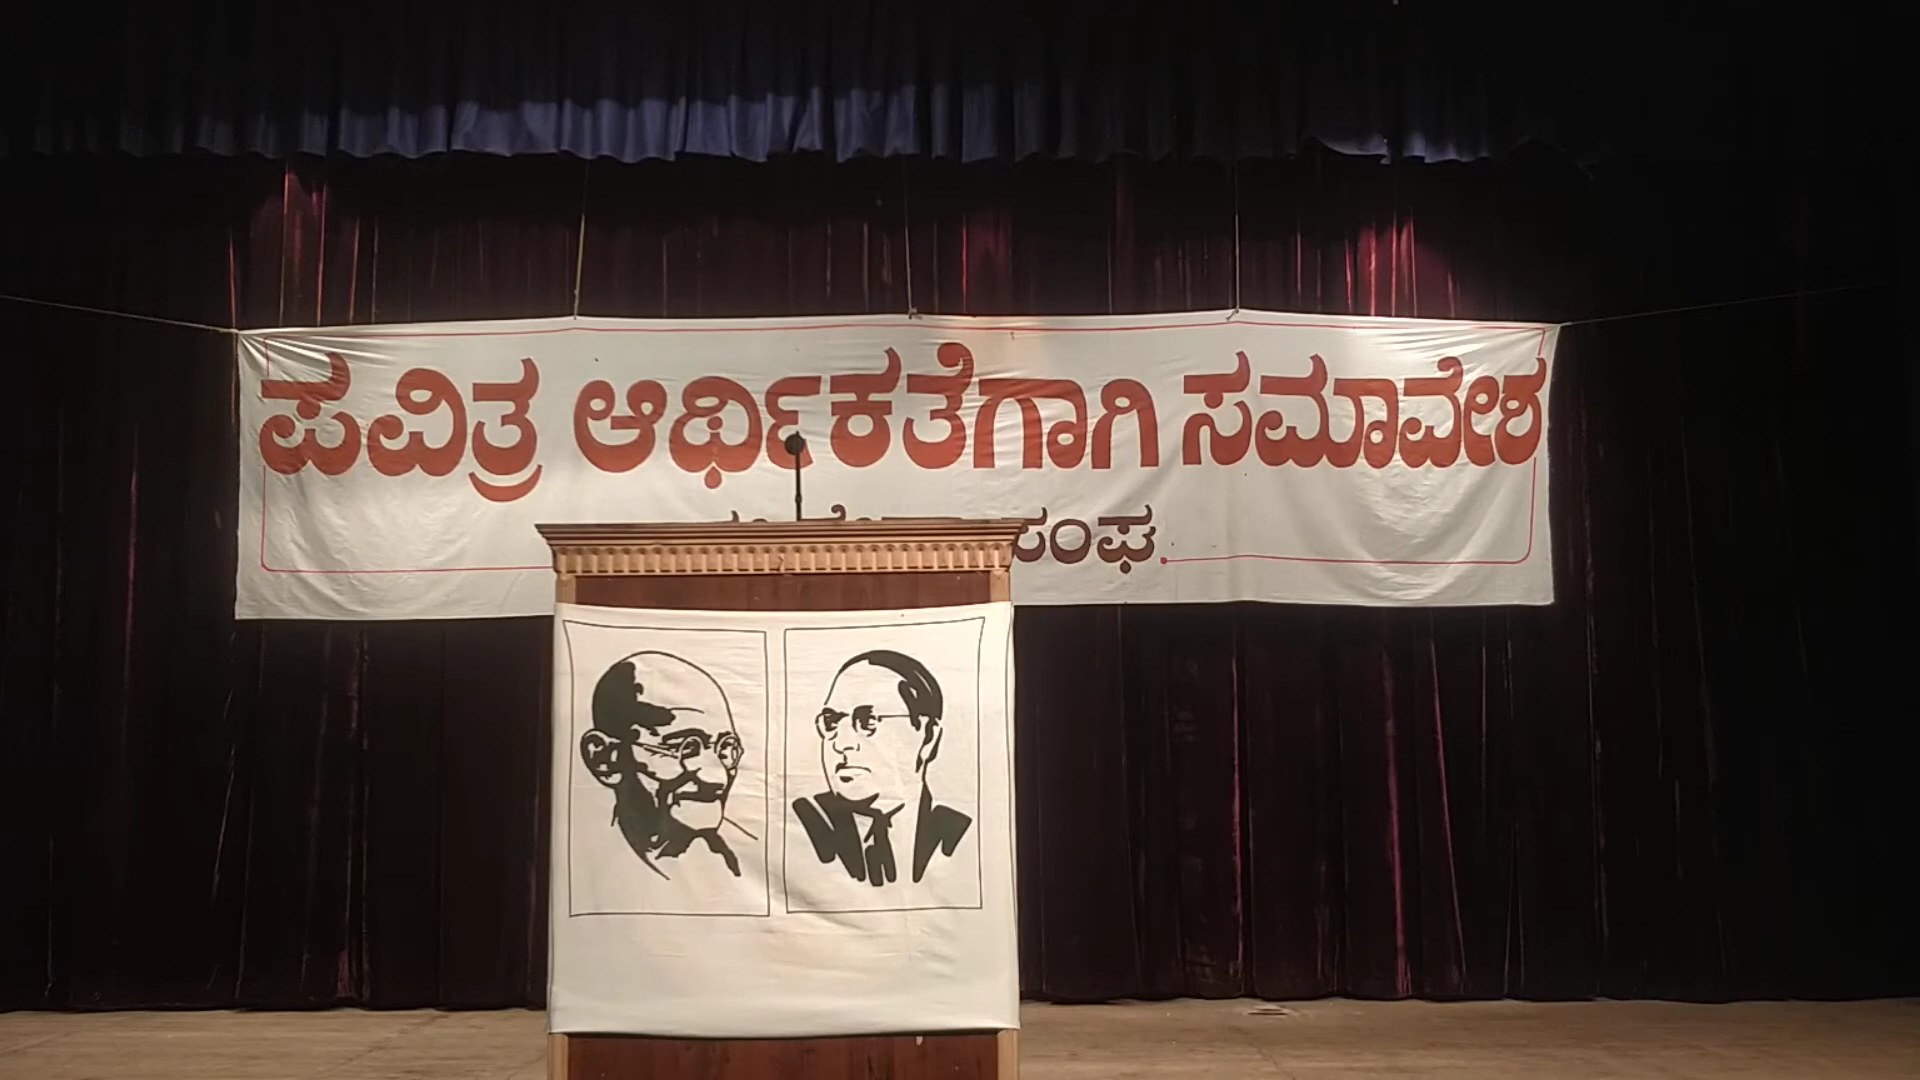 ಪವಿತ್ರ ಆರ್ಥಿಕತೆಗಾಗಿ ಸಮಾವೇಶ
ಸಂಘ